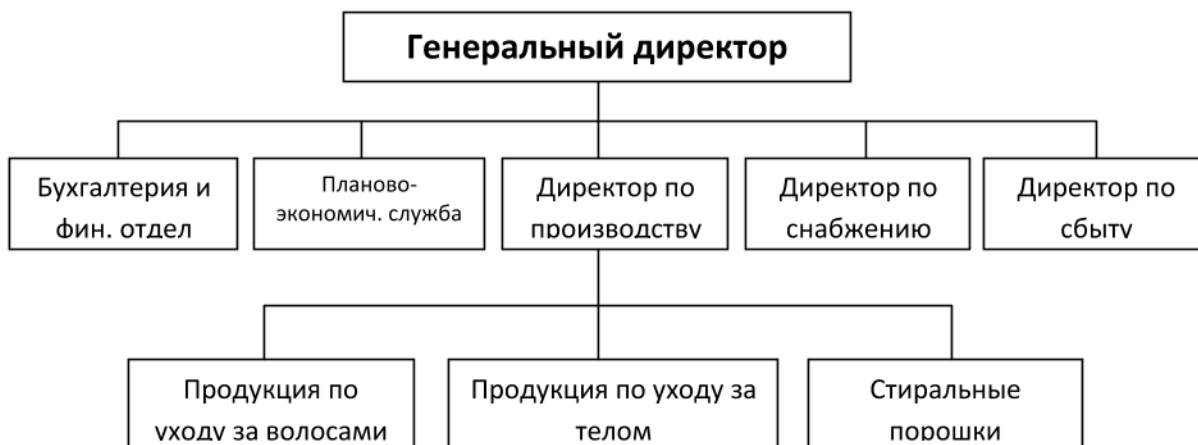 Генеральный директор
Бухгалтерия и
фин. отдел
Планово-
экономич. служба
Директор по
производству
Директор по
снабжению
Директор по
сбыту
Продукция по
уходу за волосами
Продукция по уходу за
телом
Стиральные
порошки